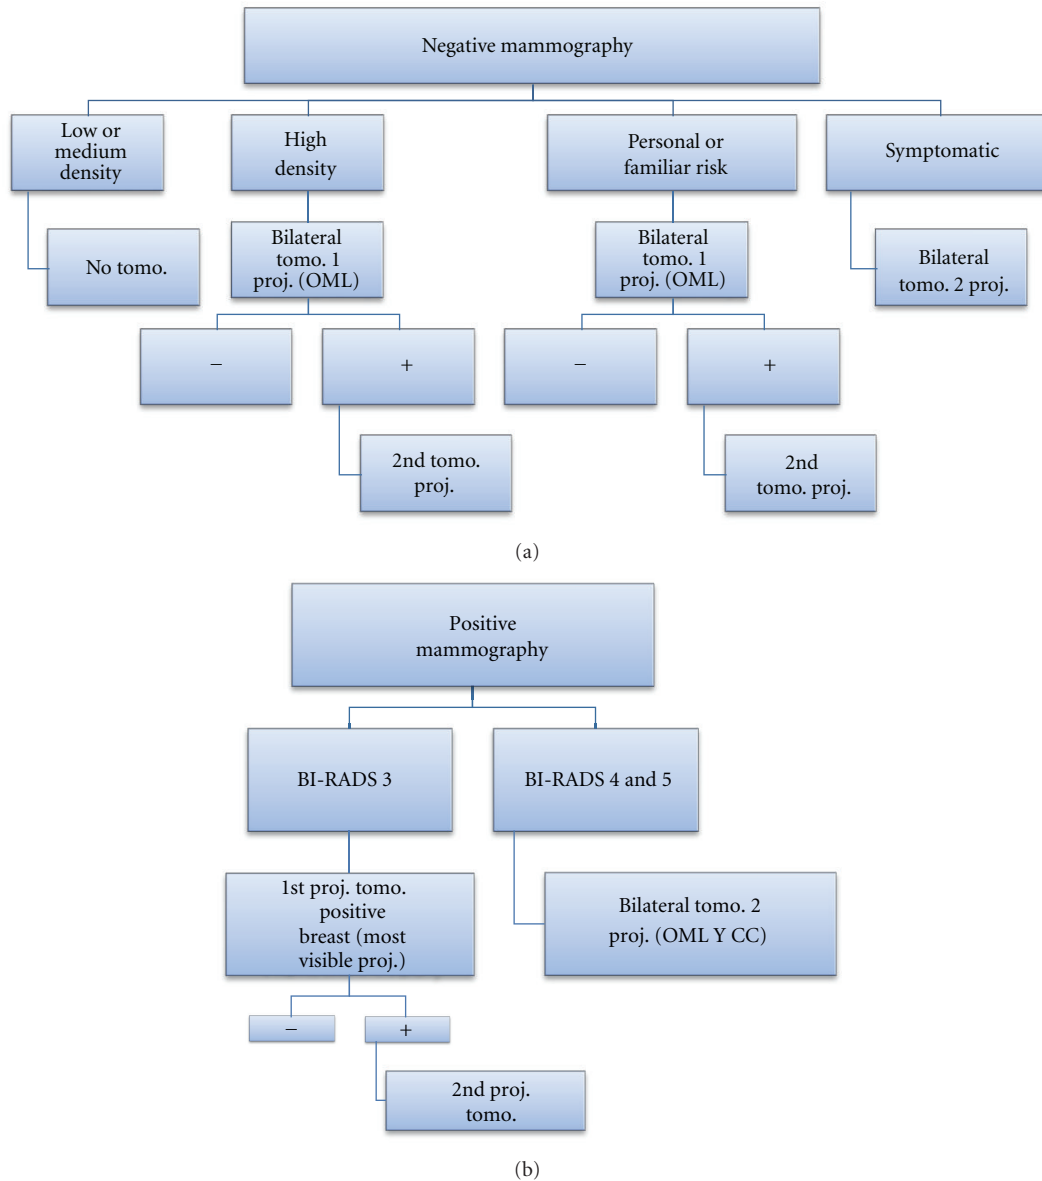 Negative mammography
Low or
medium
density
High
density
Personal or
familiar risk
Symptomatic
No tomo.
Bilateral
tomo. 1
proj. (OML)
Bilateral
tomo. 1
proj. (OML)
Bilateral
tomo. 2 proj.
−
+
−
+
2nd tomo.
proj.
2nd
tomo. proj.
(a)
Positive
mammography
BI-RADS 3
BI-RADS 4 and 5
1st proj. tomo.
positive
breast (most
visible proj.)
Bilateral tomo. 2
proj. (OML Y CC)
−
+
2nd proj.
tomo.
(b)